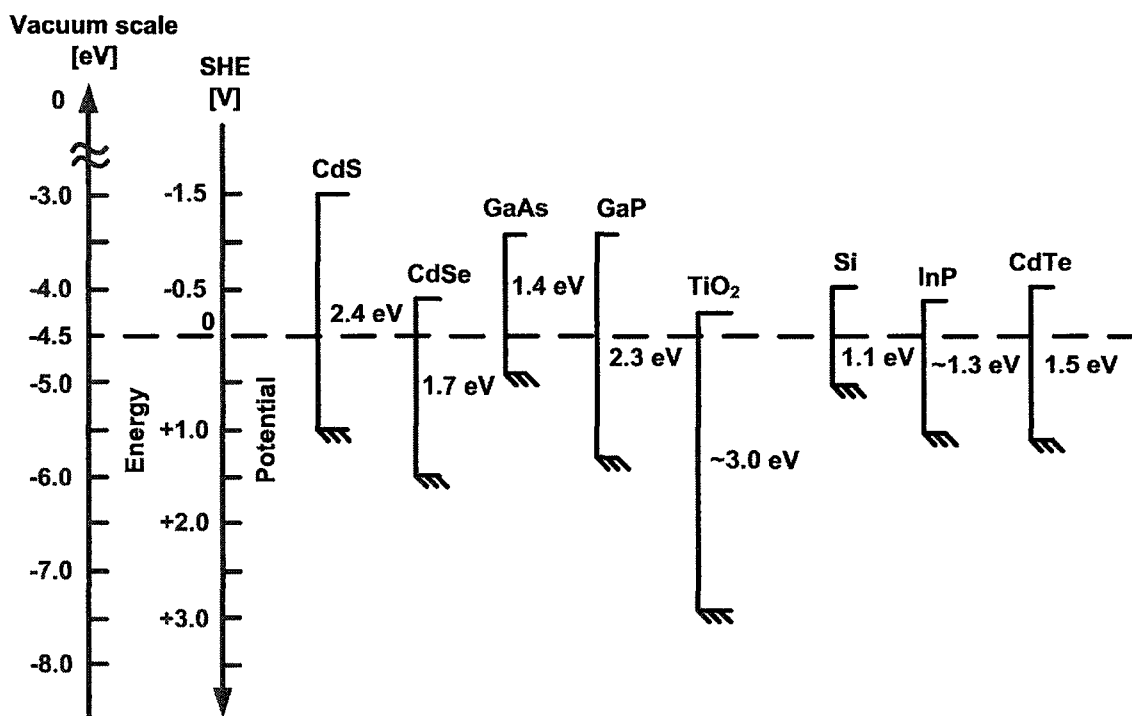 Vacuum scale
[eV]
SHE
[V]
0
CdS
-3.0
-1.5
GaAs
GaP
CdSe
1.4 eV
Si
InP
CdTe
-4.0
-0.5
TiO₂
2.4 eV
0
-4.5
2.3 eV
1.1 eV
~1.3 eV
1.5 eV
-5.0
1.7 eV
Energy
Potential
+1.0
~3.0 eV
-6.0
+2.0
-7.0
+3.0
-8.0